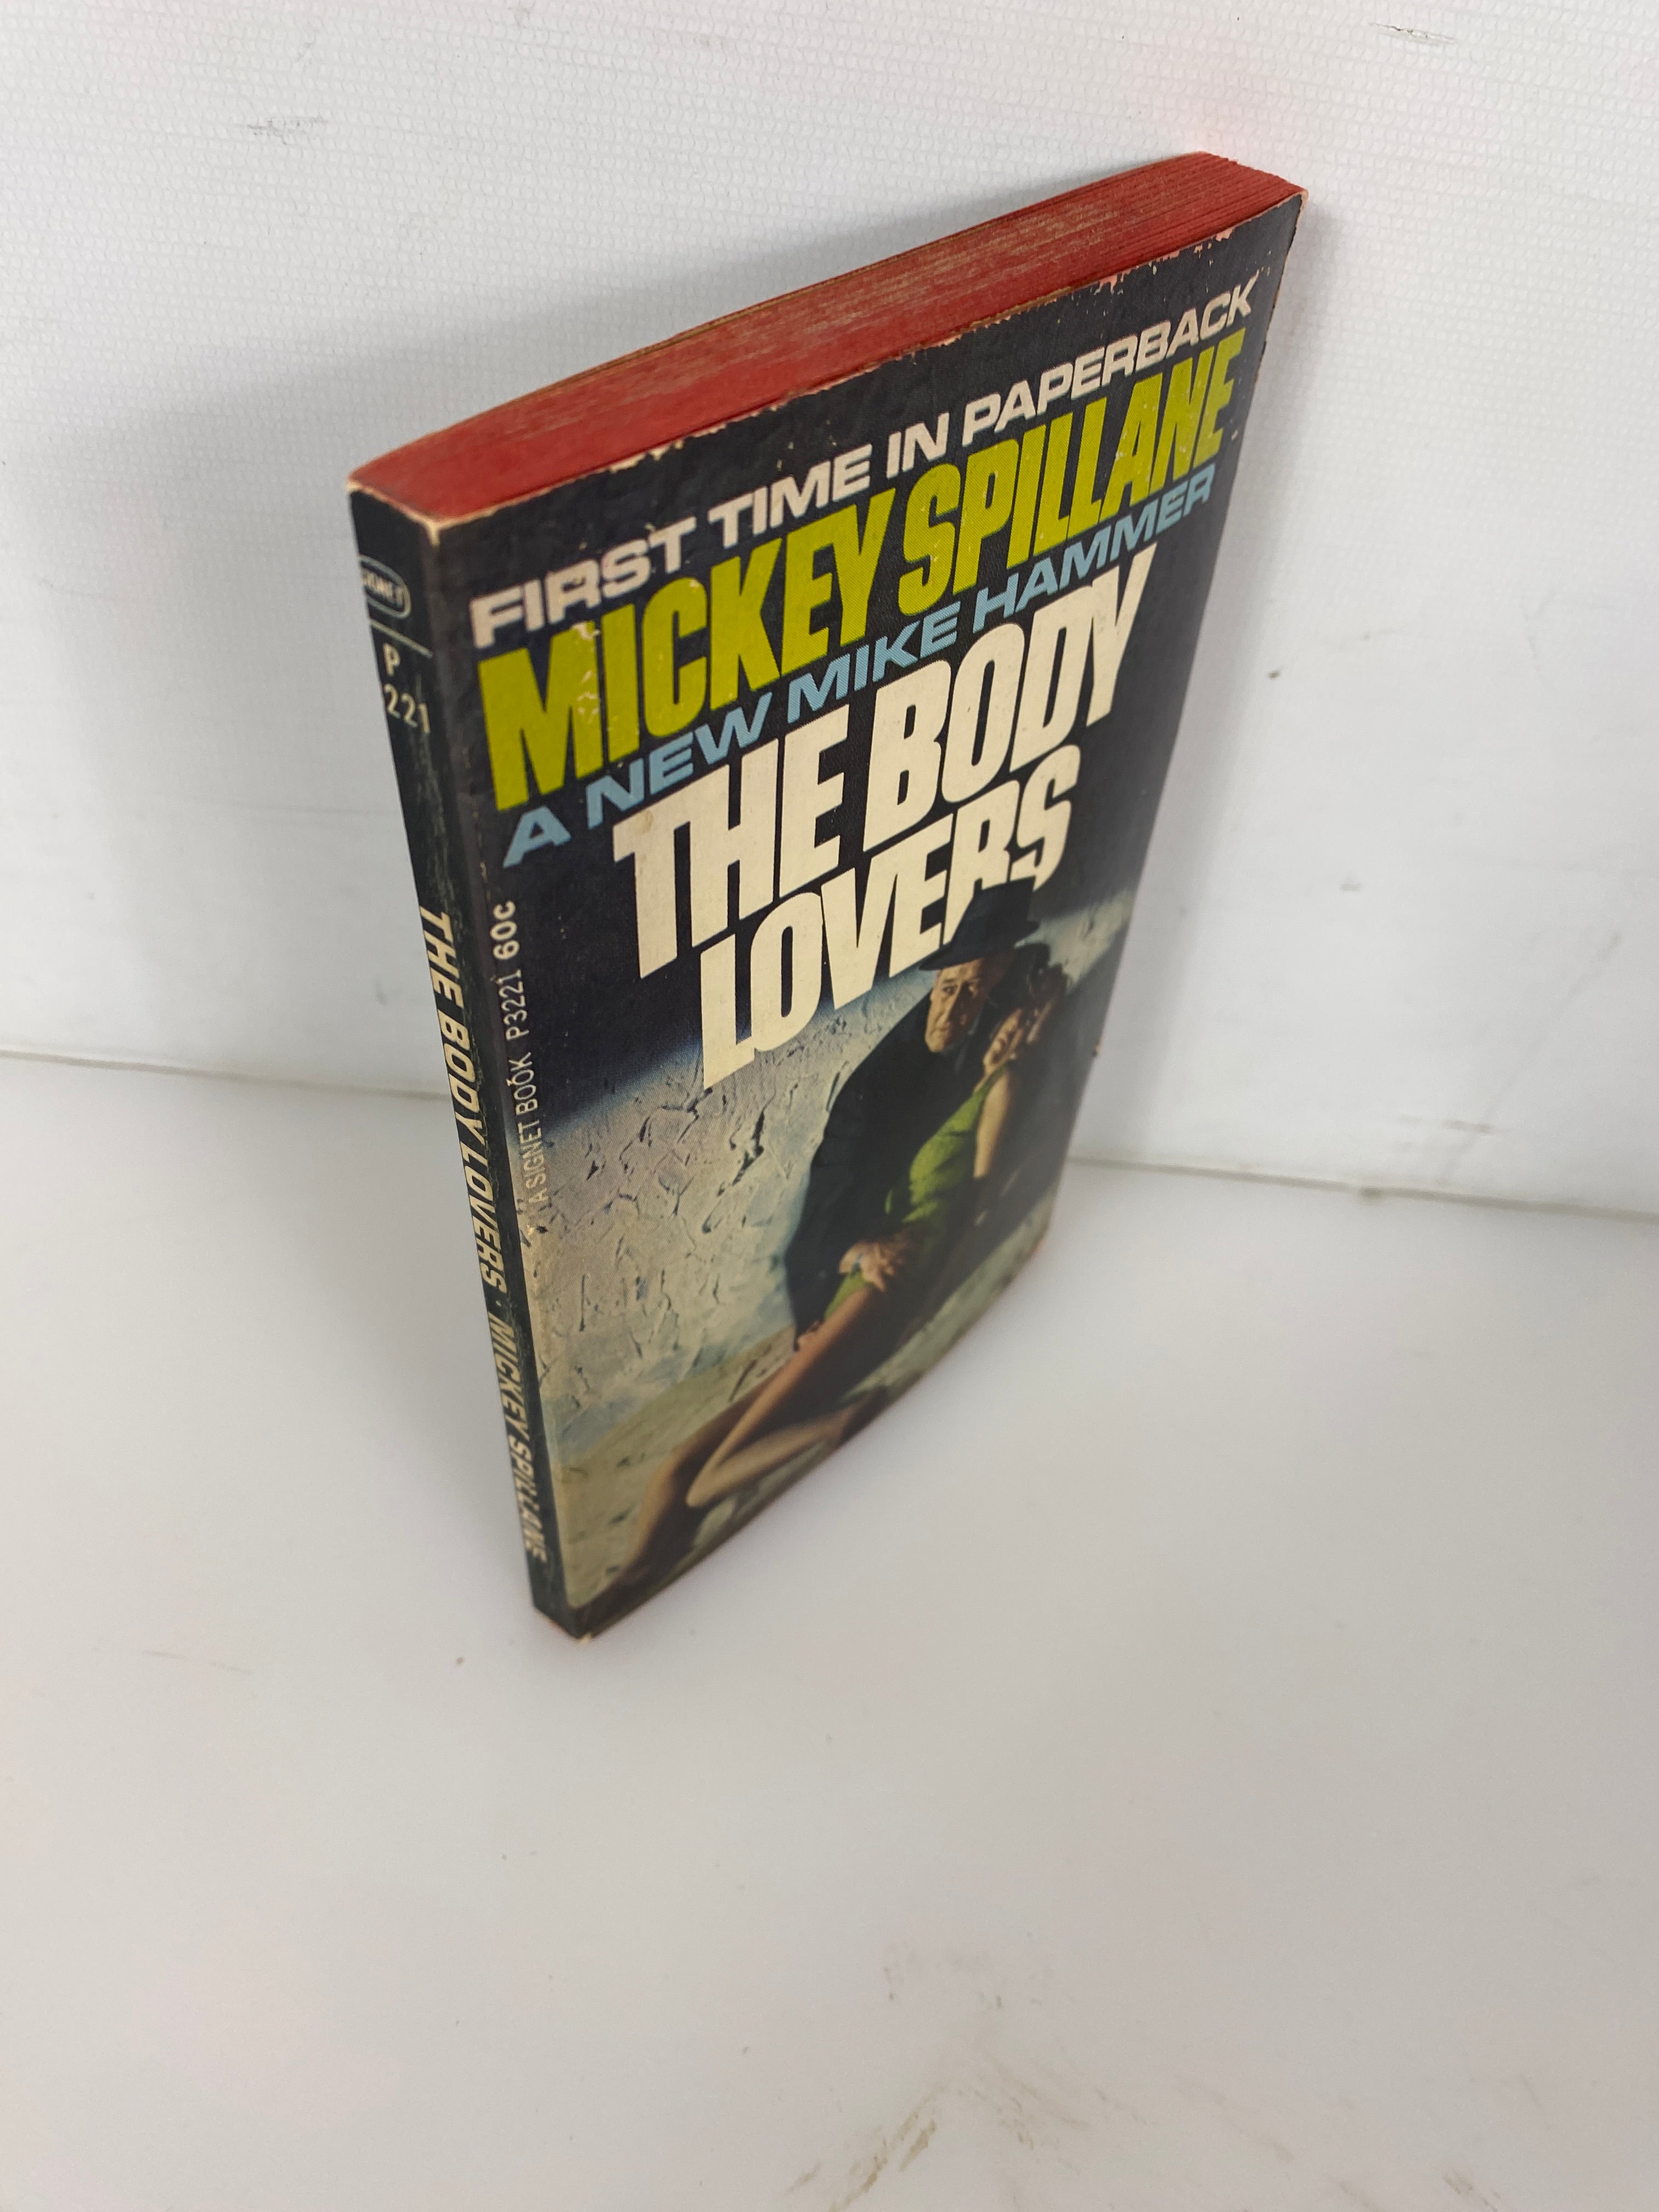 FIRST TIME IN PAPERBACK
MICKEY SPILLANE
A NEW MIKE HAMMER
THE BODY
LOVERS
A SIGNET BOOK P3221 60c
SIGNET
P
221
THE BODY LOVERS · MICKEY SPILLANE